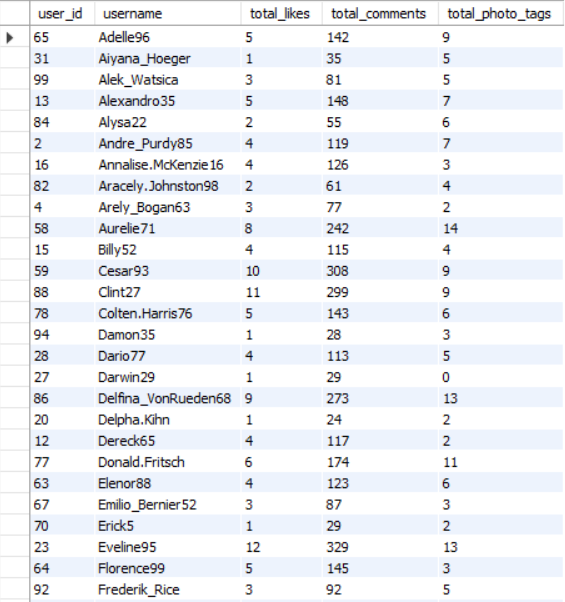 user_id username total_likes total_comments total_photo_tags
65 Adelle96 5 142 9
31 Aiyana_Hoeger 1 35 5
99 Alek_Watsica 3 81 5
13 Alexandro35 5 148 7
84 Alysa22 2 55 6
2 Andre_Purdy85 4 119 7
16 Annalise.McKenzie16 4 126 3
82 Aracely.Johnston98 2 61 4
4 Arely_Bogan63 3 77 2
58 Aurelie71 8 242 14
15 Billy52 4 115 4
59 Cesar93 10 308 9
88 Clint27 11 299 9
78 Colten.Harris76 5 143 6
94 Damon35 1 28 3
28 Dario77 4 113 5
27 Darwin29 1 29 0
86 Delfina_VonRueden68 9 273 13
20 Delpha.Kihn 1 24 2
12 Dereck65 4 117 2
77 Donald.Fritsch 6 174 11
63 Elenor88 4 123 6
67 Emilio_Bernier52 3 87 3
70 Erick5 1 29 2
23 Eveline95 12 329 13
64 Florence99 5 145 3
92 Frederik_Rice 3 92 5